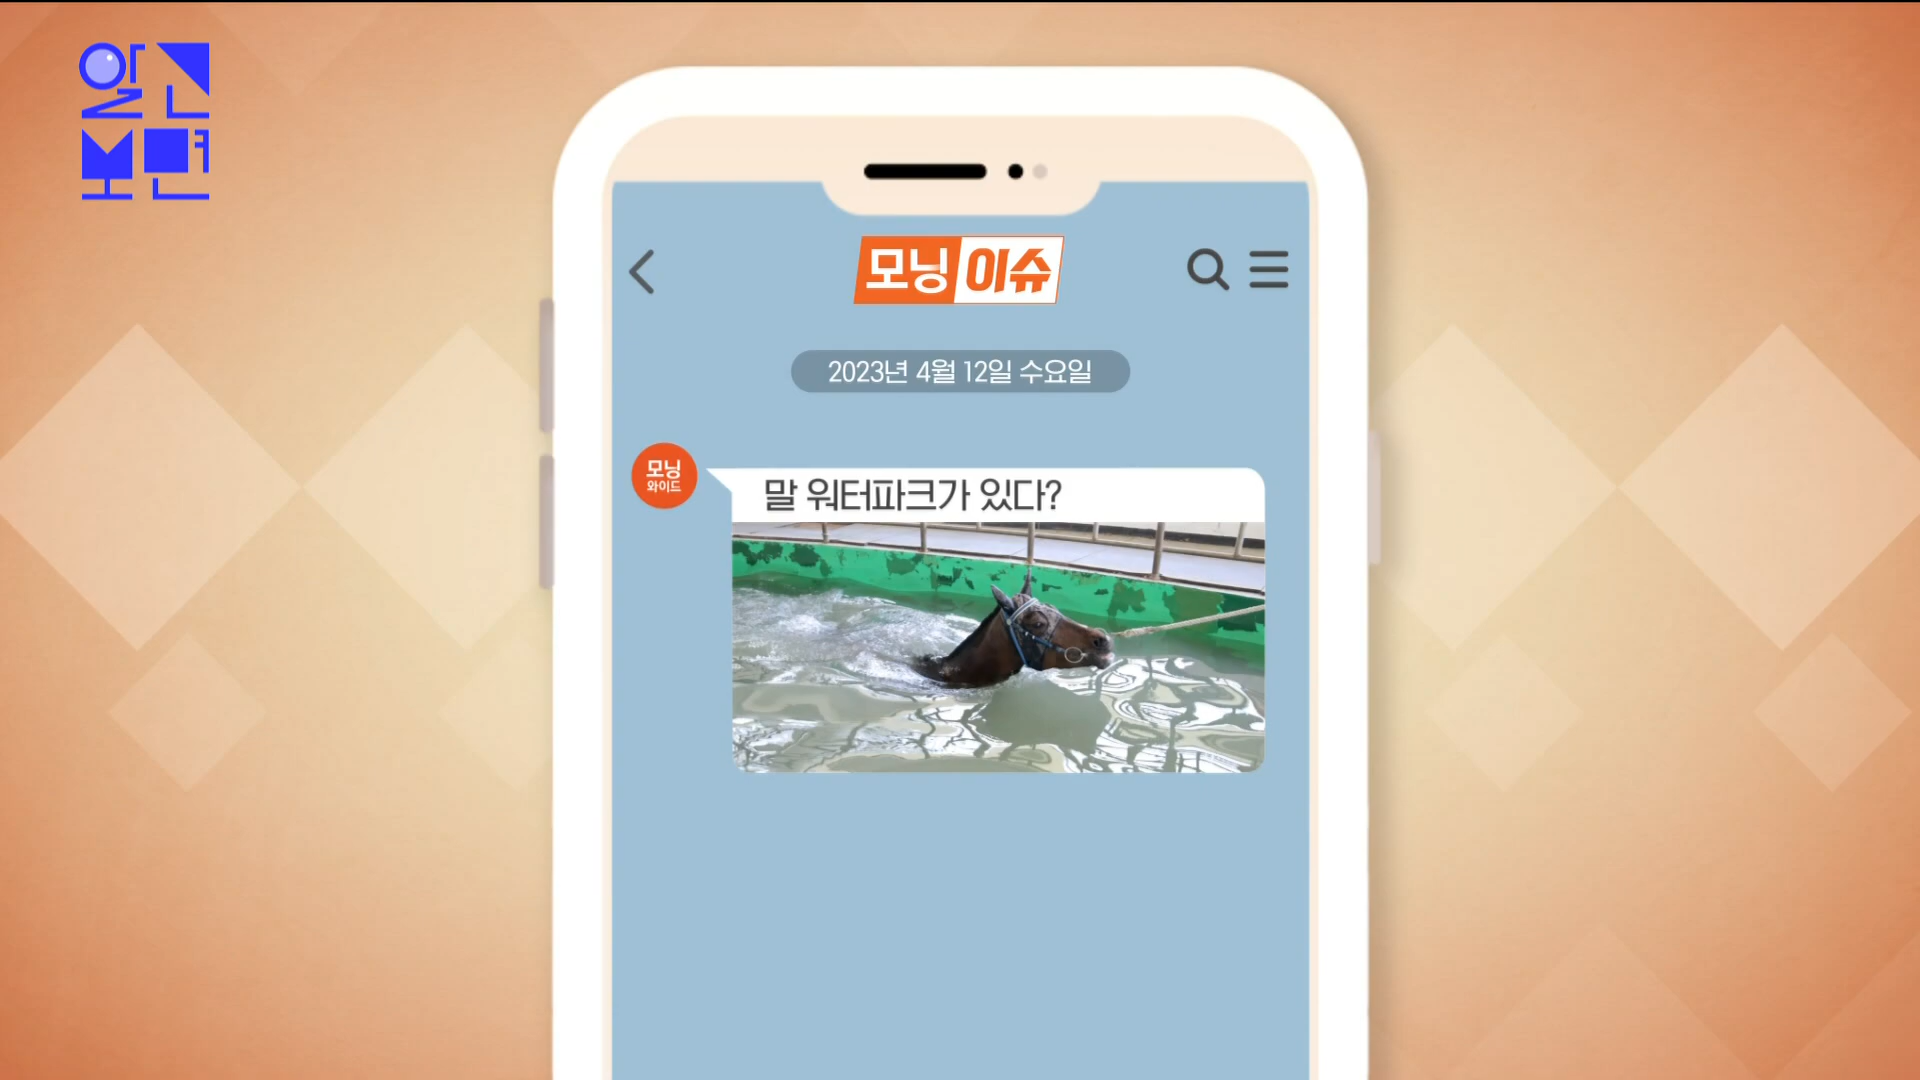 알고
보면
모닝 이슈
2023년 4월 12일 수요일
모닝
와이드
말 워터파크가 있다?